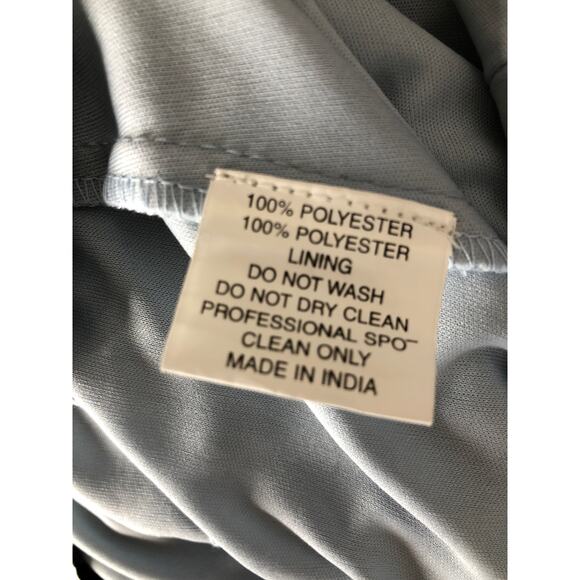 100% POLYESTER
100% POLYESTER
LINING
DO NOT WASH
DO NOT DRY CLEAN
PROFESSIONAL SPO
CLEAN ONLY
MADE IN INDIA